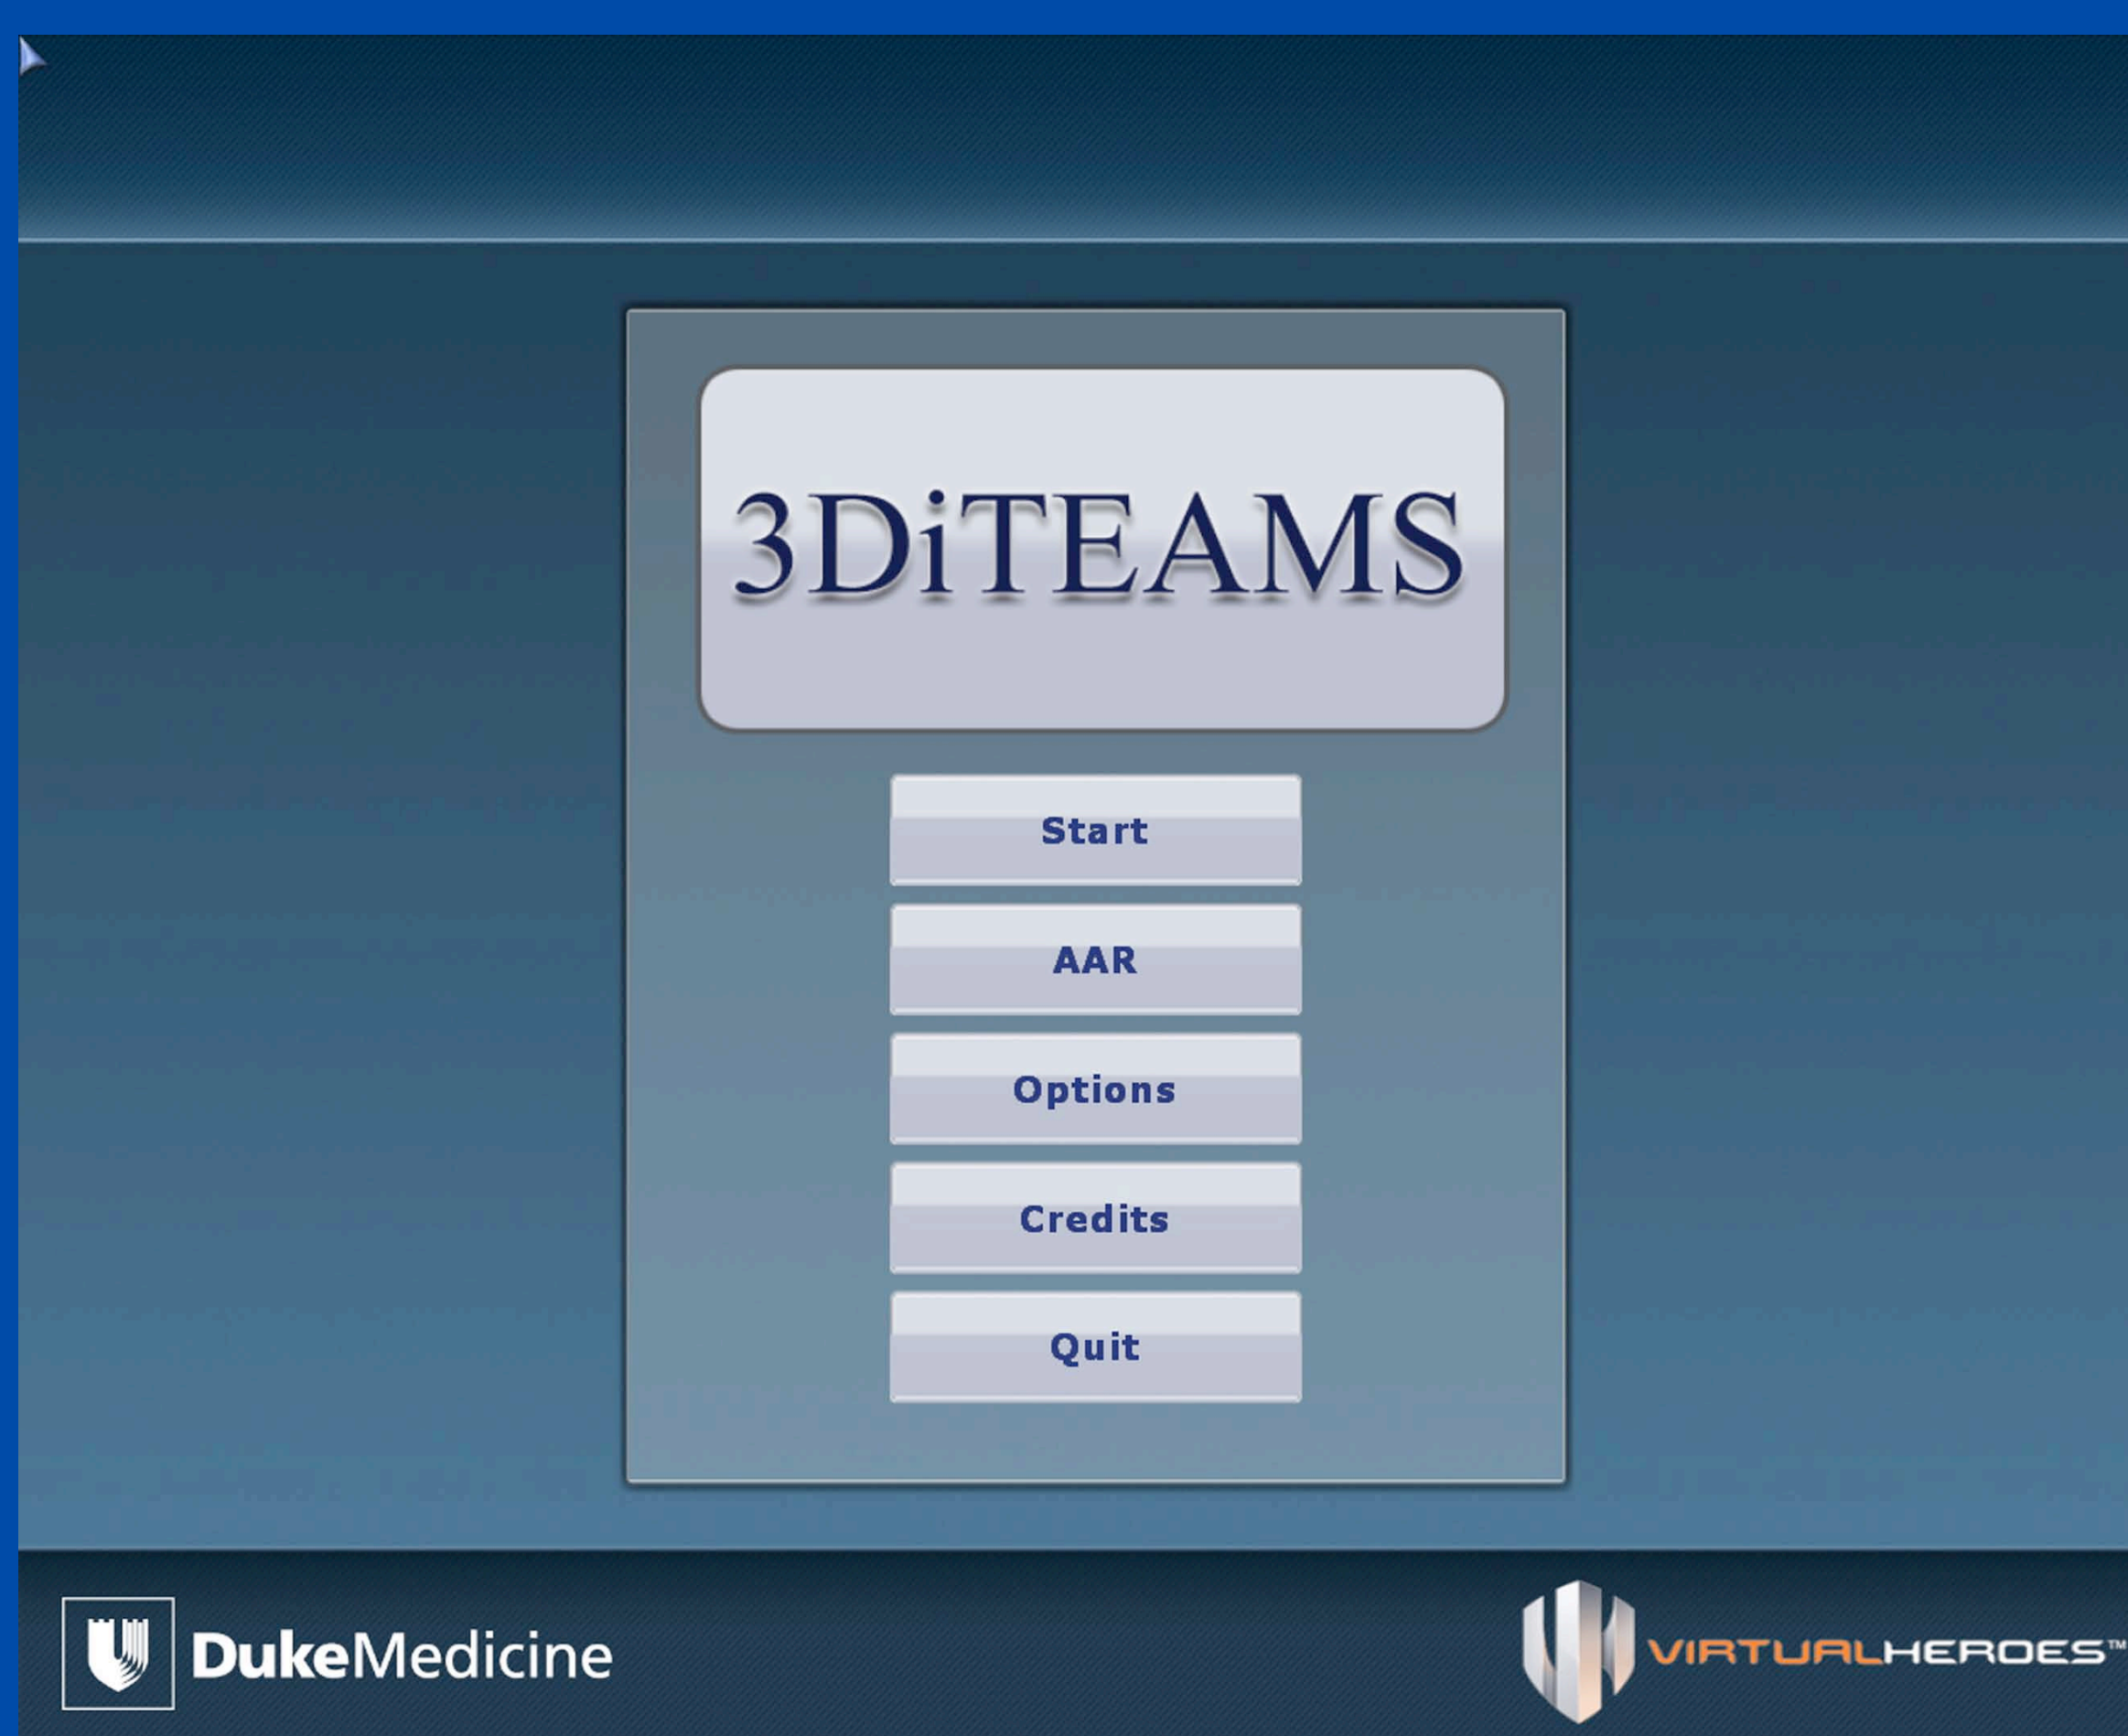 3DiTEAMS
Start
AAR
Options
Credits
Quit
DukeMedicine
VIRTUALHEROES™